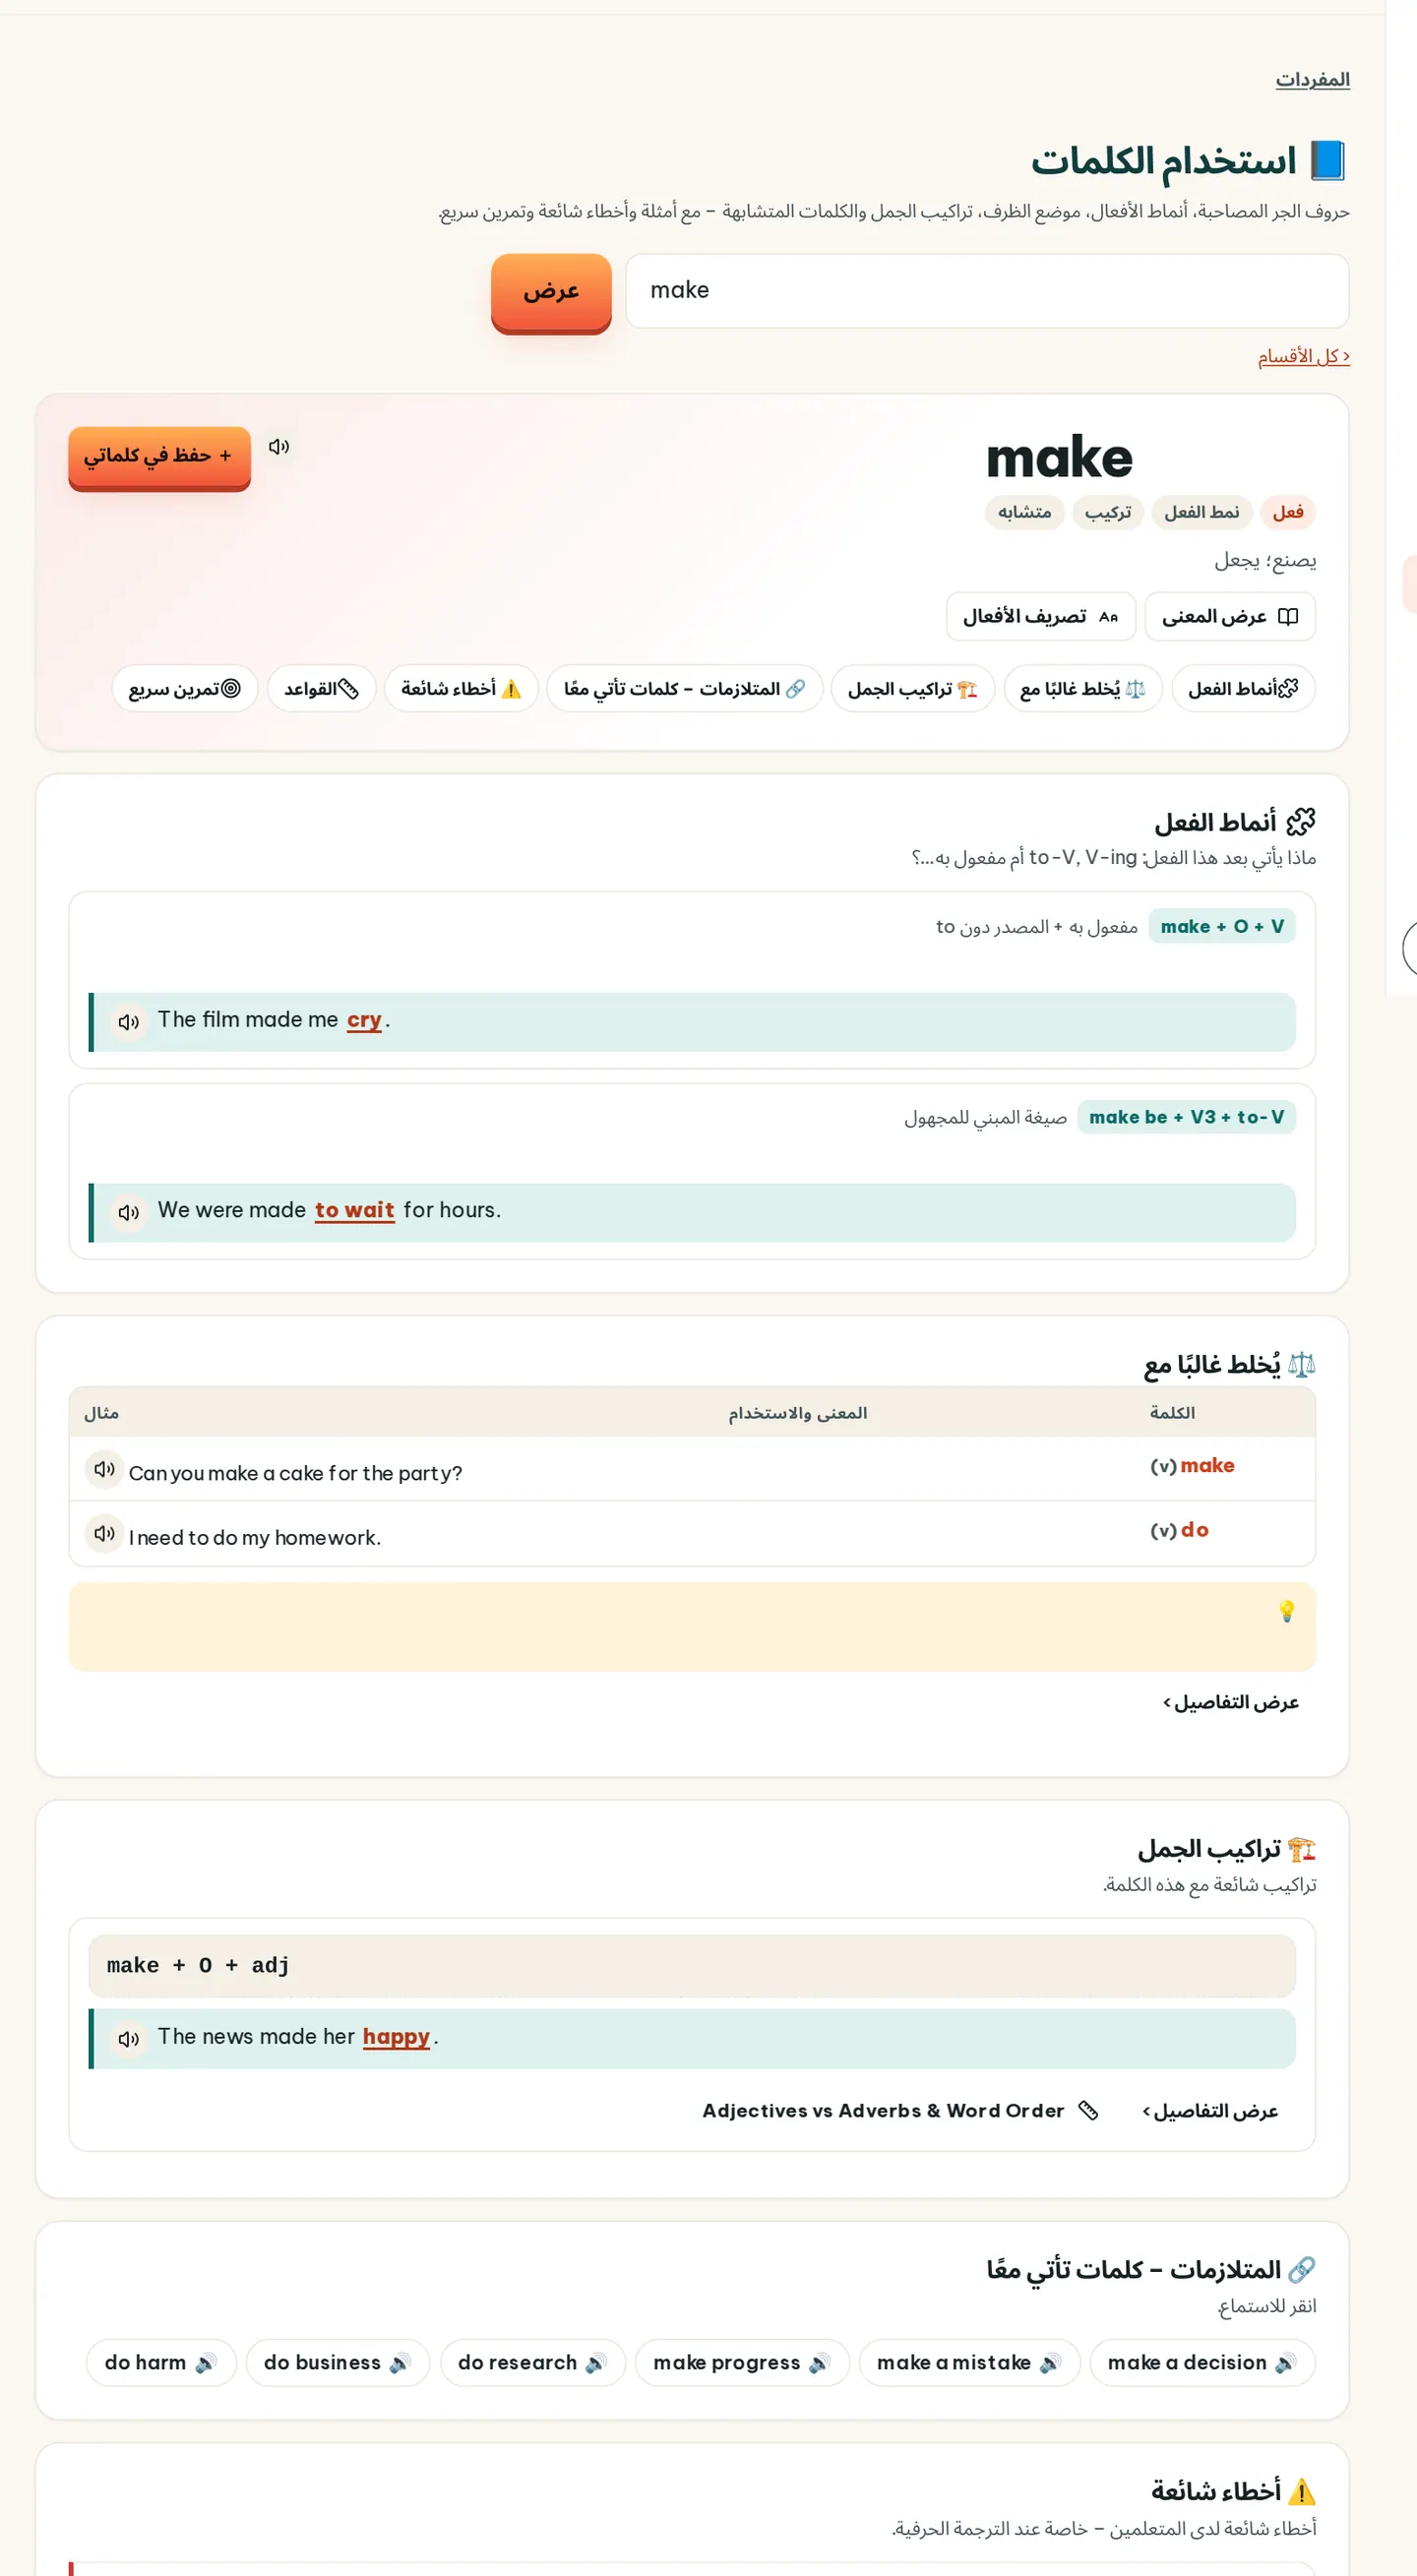 المفردات
📘 استخدام الكلمات
حروف الجر المصاحبة، أنماط الأفعال، موضع الظرف، تراكيب الجمل والكلمات المتشابهة – مع أمثلة وأخطاء شائعة وتمرين سريع.
make
عرض
‹ كل الأقسام
make
+ حفظ في كلماتي
فعل نمط الفعل تركيب متشابه
يصنع؛ يجعل
عرض المعنى
تصريف الأفعال
أنماط الفعل
⚖️ يُخلط غالبًا مع
🏗️ تراكيب الجمل
🔗 المتلازمات – كلمات تأتي معًا
⚠️ أخطاء شائعة
القواعد
تمرين سريع
أنماط الفعل
ماذا يأتي بعد هذا الفعل: to-V, V-ing أم مفعول به...؟
make + O + V مفعول به + المصدر دون to
The film made me cry.
make be + V3 + to-V صيغة المبني للمجهول
We were made to wait for hours.
⚖️ يُخلط غالبًا مع
الكلمة المعنى والاستخدام مثال
make (v) Can you make a cake for the party?
do (v) I need to do my homework.
💡
عرض التفاصيل ›
🏗️ تراكيب الجمل
تراكيب شائعة مع هذه الكلمة.
make + O + adj
The news made her happy.
عرض التفاصيل › Adjectives vs Adverbs & Word Order
🔗 المتلازمات – كلمات تأتي معًا
انقر للاستماع.
🔊 make a decision
🔊 make a mistake
🔊 make progress
🔊 do research
🔊 do business
🔊 do harm
⚠️ أخطاء شائعة
أخطاء شائعة لدى المتعلمين – خاصة عند الترجمة الحرفية.